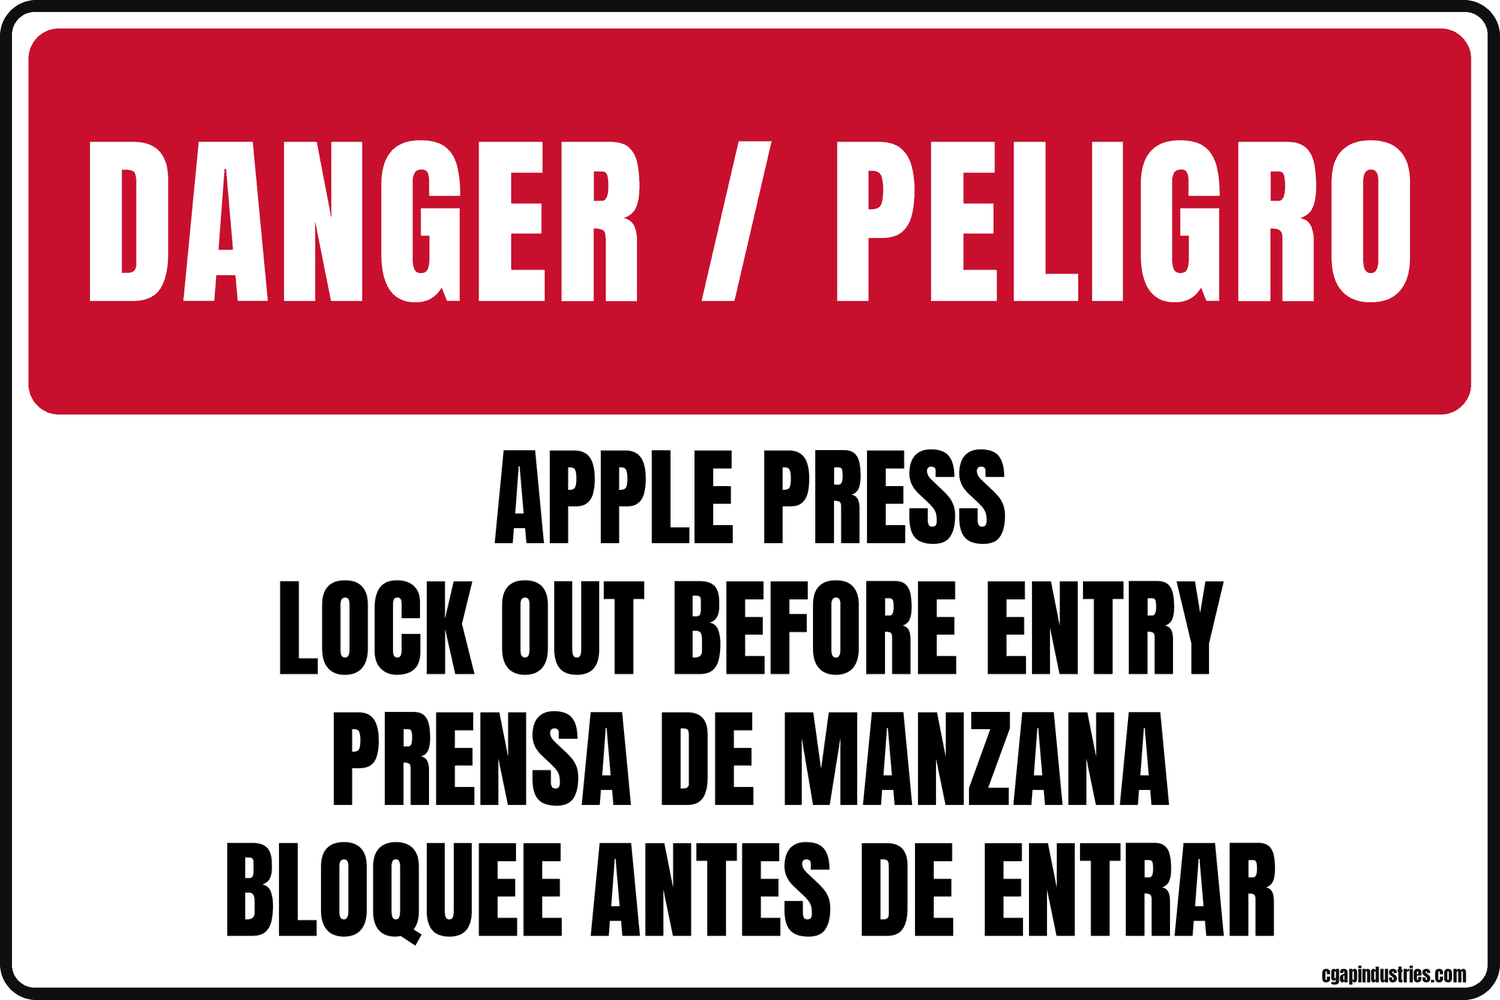 DANGER / PELIGRO
APPLE PRESS
LOCK OUT BEFORE ENTRY
PRENSA DE MANZANA
BLOQUEE ANTES DE ENTRAR
cgapindustries.com